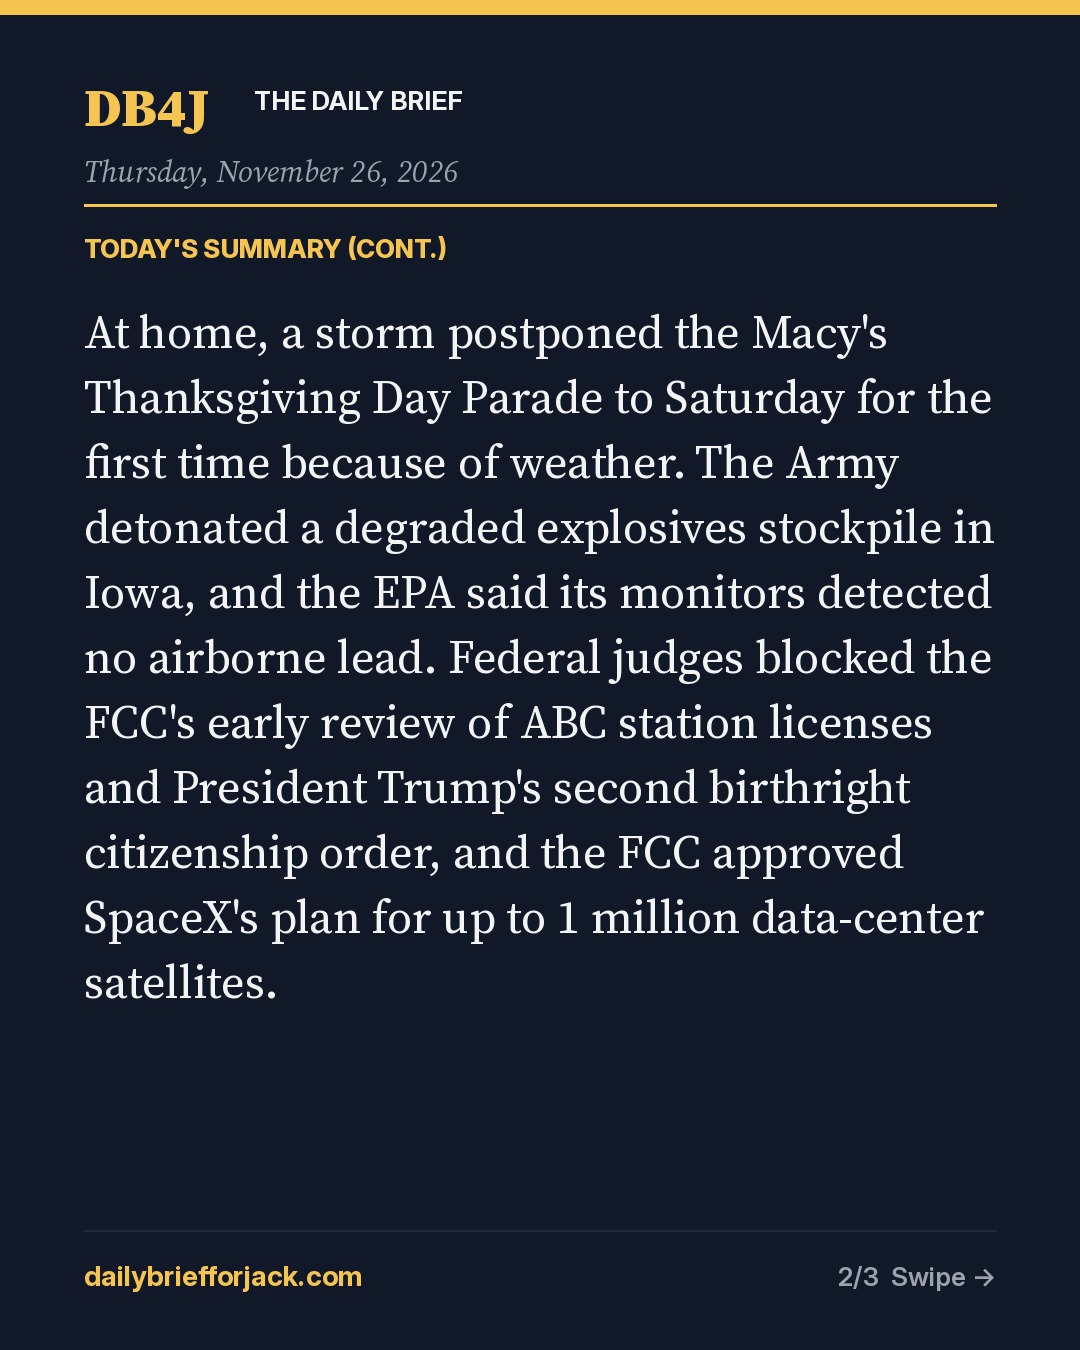 DB4J THE DAILY BRIEF
Thursday, November 26, 2026
TODAY'S SUMMARY (CONT.)
At home, a storm postponed the Macy's
Thanksgiving Day Parade to Saturday for the
first time because of weather. The Army
detonated a degraded explosives stockpile in
Iowa, and the EPA said its monitors detected
no airborne lead. Federal judges blocked the
FCC's early review of ABC station licenses
and President Trump's second birthright
citizenship order, and the FCC approved
SpaceX's plan for up to 1 million data-center
satellites.
dailybriefforjack.com
2/3 Swipe →